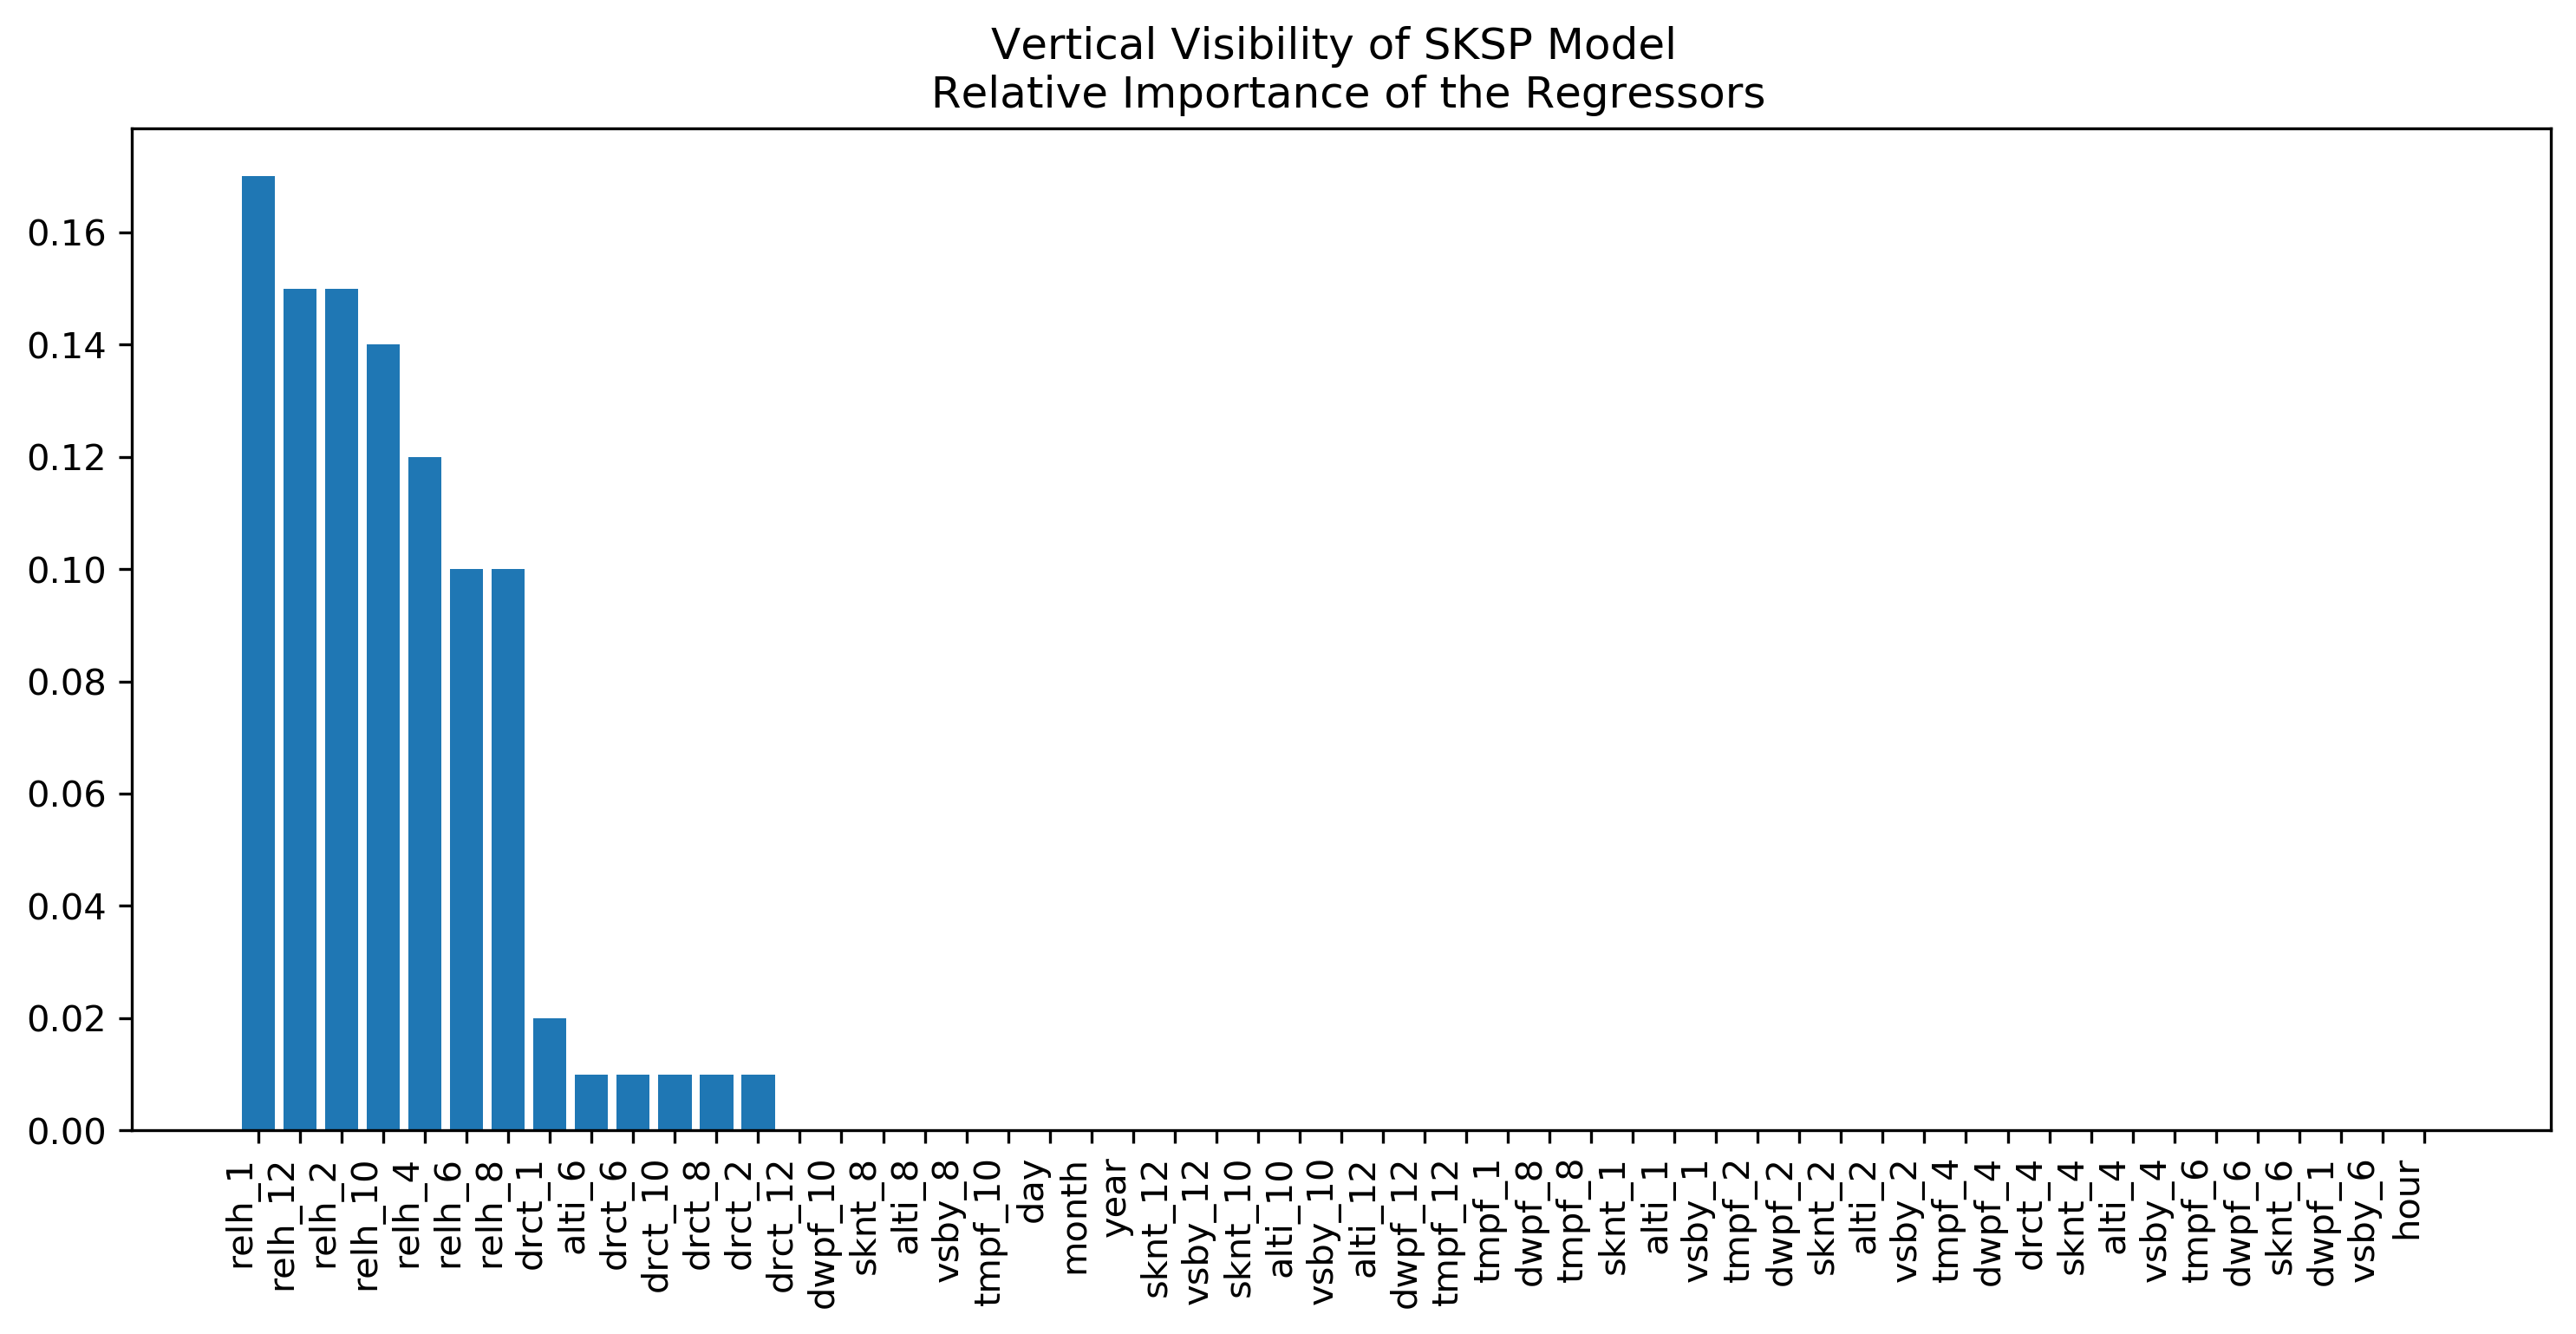 Vertical Visibility of SKSP Model
Relative Importance of the Regressors
0.16
0.14
0.12
0.10
0.08
0.06
0.04
0.02
0.00
relh_1
relh_12
relh_2
relh_10
relh_4
relh_6
relh_8
drct_1
alti_6
drct_6
drct_10
drct_8
drct_2
drct_12
dwpf_10
sknt_8
alti_8
vsby_8
tmpf_10
day
month
year
sknt_12
vsby_12
sknt_10
alti_10
vsby_10
alti_12
dwpf_12
tmpf_12
tmpf_1
dwpf_8
tmpf_8
sknt_1
alti_1
vsby_1
tmpf_2
dwpf_2
sknt_2
alti_2
vsby_2
tmpf_4
dwpf_4
drct_4
sknt_4
alti_4
vsby_4
tmpf_6
dwpf_6
sknt_6
dwpf_1
vsby_6
hour